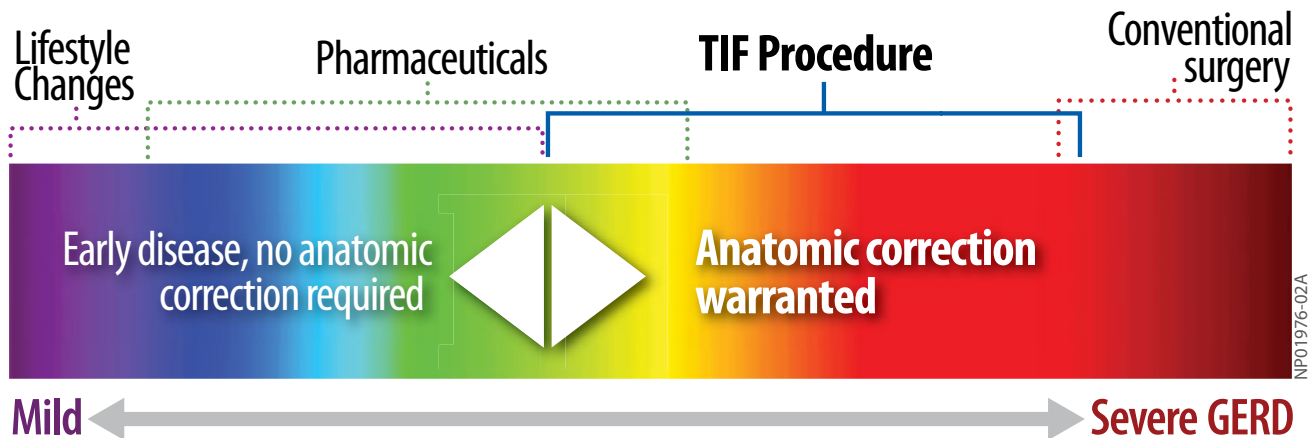 Lifestyle
Changes
Pharmaceuticals
TIF Procedure
Conventional
surgery
Early disease, no anatomic
correction required
Anatomic correction
warranted
NP01976-02A
Mild
Severe GERD